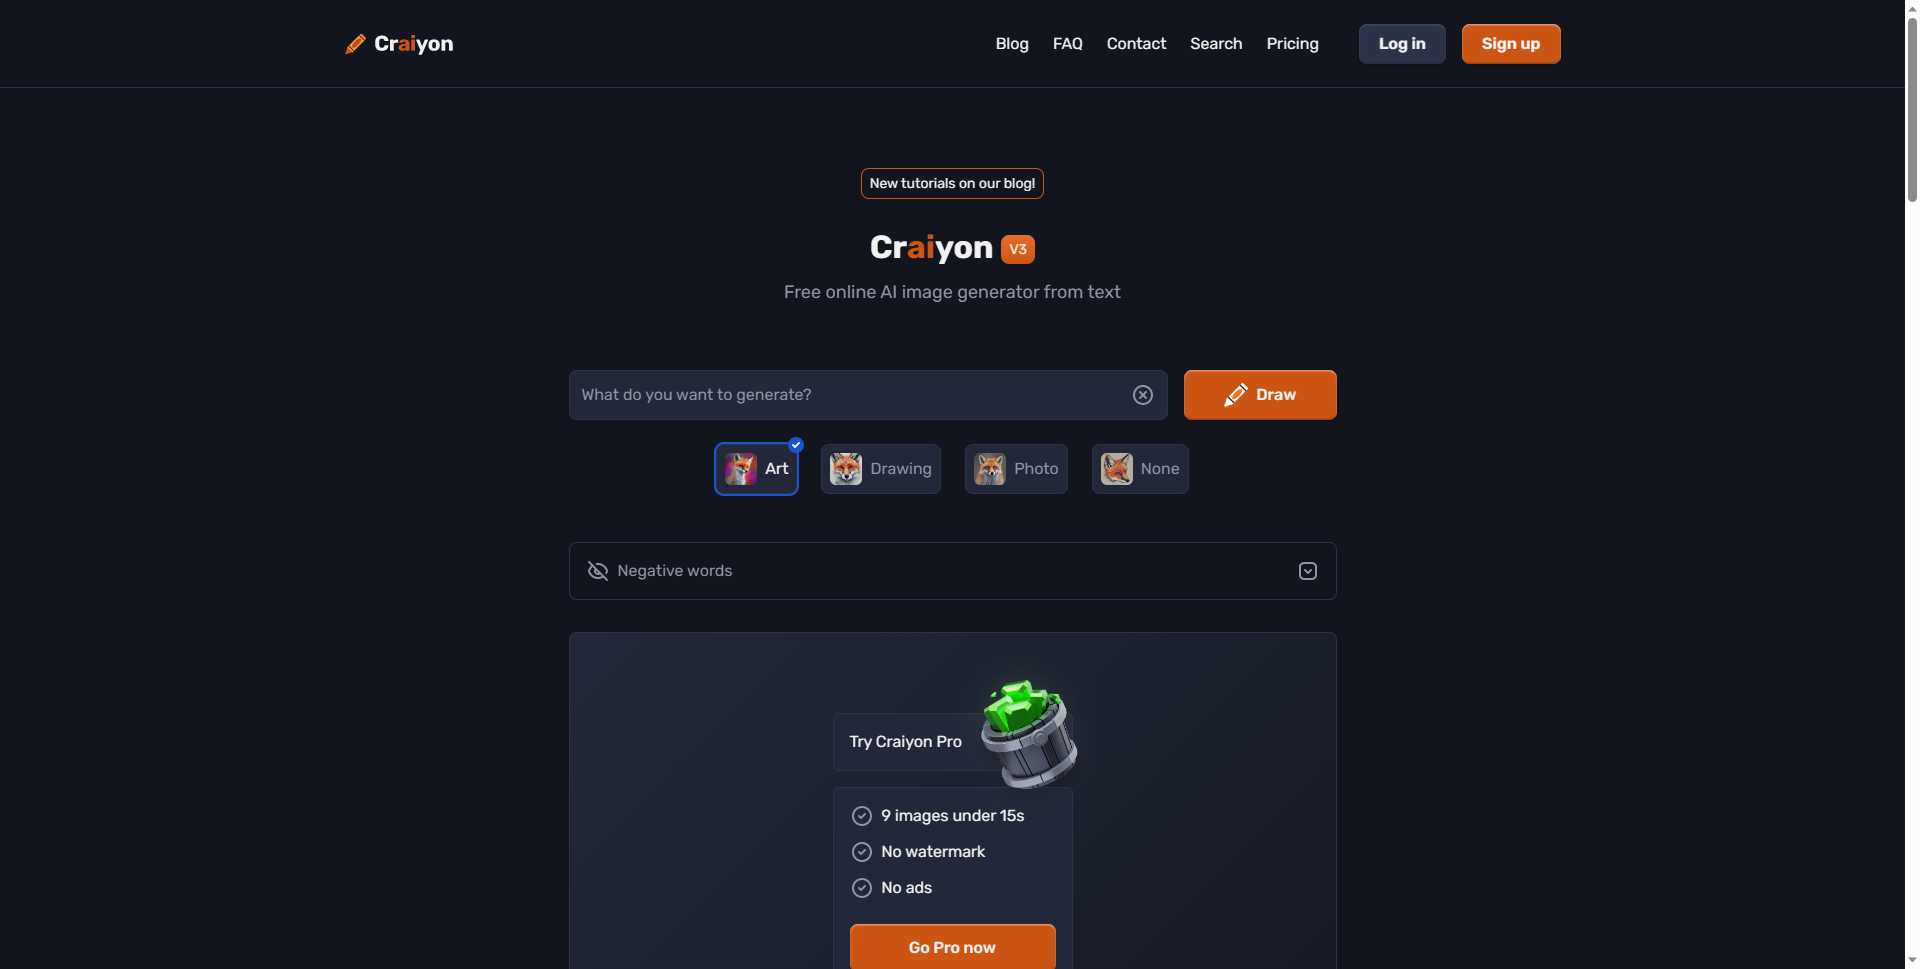 Craiyon
Blog FAQ Contact Search Pricing Log in Sign up
New tutorials on our blog!
Craiyon V3
Free online AI image generator from text
What do you want to generate? Draw
Art Drawing Photo None
Negative words
Try Craiyon Pro
9 images under 15s
No watermark
No ads
Go Pro now